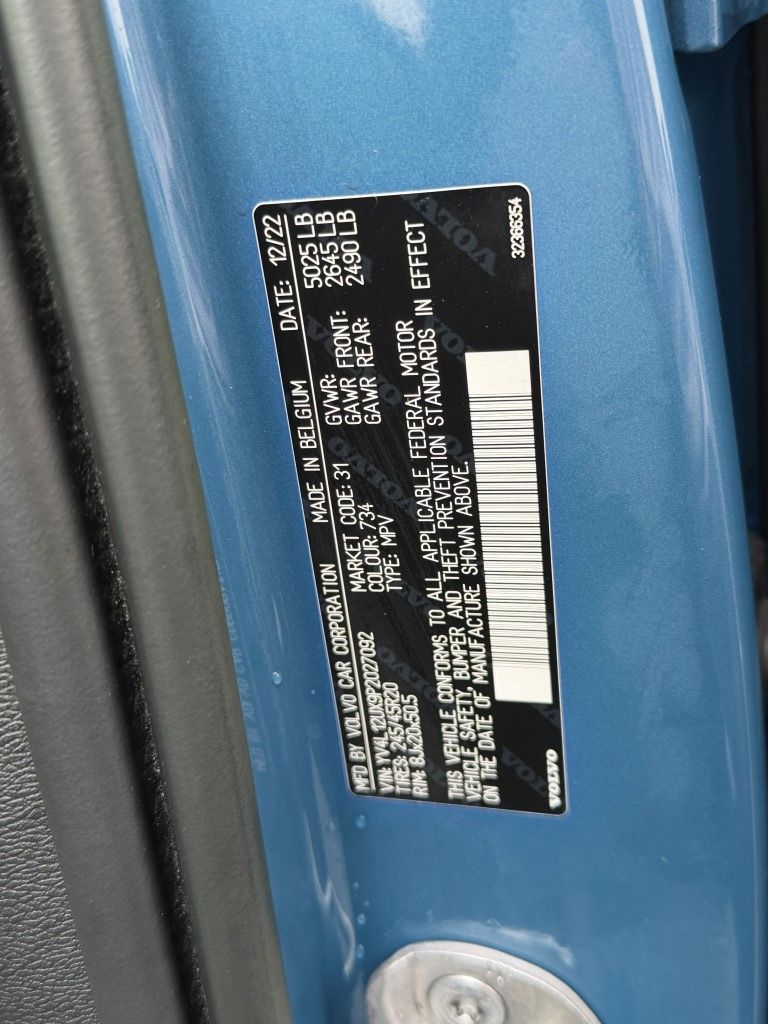 MFD BY VOLVO CAR CORPORATION MADE IN BELGIUM DATE: 12/22
VIN: YV4L12UX9P2027092 MARKET CODE: 31 GVWR: 5025 LB
TIRES: 245/45R20 COLOUR: 734 GAWR FRONT: 2645 LB
RIN: 8Jx20x50.5 TYPE: MPV GAWR REAR: 2490 LB
THIS VEHICLE CONFORMS TO ALL APPLICABLE FEDERAL MOTOR
VEHICLE SAFETY, BUMPER AND THEFT PREVENTION STANDARDS IN EFFECT
ON THE DATE OF MANUFACTURE SHOWN ABOVE.
VOLVO 32366354